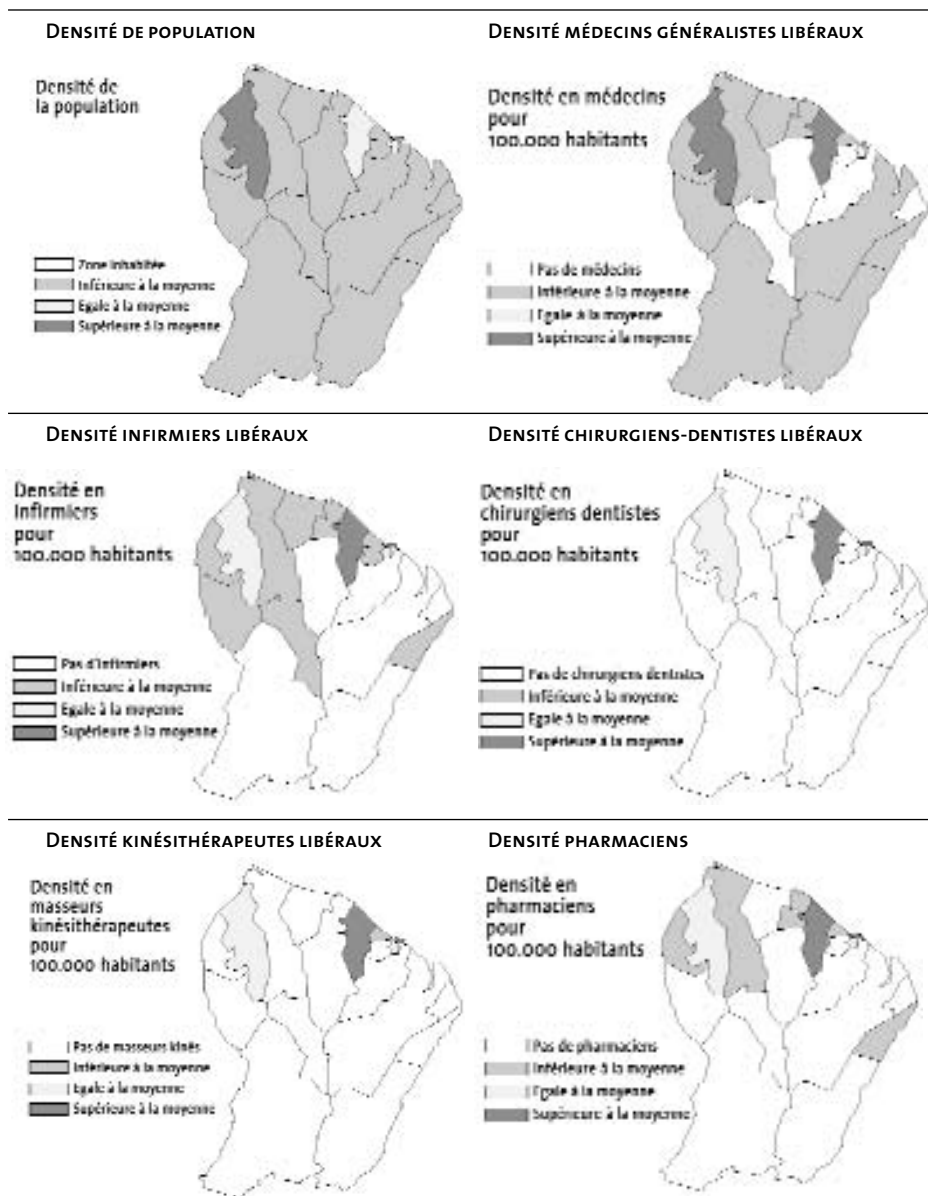 DENSITÉ DE POPULATION
Densité de
la population
Zone inhabitée
Inférieure à la moyenne
Egale à la moyenne
Supérieure à la moyenne
DENSITÉ MÉDECINS GÉNÉRALISTES LIBÉRAUX
Densité en médecins
pour
100.000 habitants
Pas de médecins
Inférieure à la moyenne
Egale à la moyenne
Supérieure à la moyenne
DENSITÉ INFIRMIERS LIBÉRAUX
Densité en
infirmiers
pour
100.000 habitants
Pas d'infirmiers
Inférieure à la moyenne
Egale à la moyenne
Supérieure à la moyenne
DENSITÉ CHIRURGIENS-DENTISTES LIBÉRAUX
Densité en
chirurgiens dentistes
pour
100.000 habitants
Pas de chirurgiens dentistes
Inférieure à la moyenne
Egale à la moyenne
Supérieure à la moyenne
DENSITÉ KINÉSITHÉRAPEUTES LIBÉRAUX
Densité en
masseurs
kinésithérapeutes
pour
100.000 habitants
Pas de masseurs kinés
Inférieure à la moyenne
Egale à la moyenne
Supérieure à la moyenne
DENSITÉ PHARMACIENS
Densité en
pharmaciens
pour
100.000 habitants
Pas de pharmaciens
Inférieure à la moyenne
Egale à la moyenne
Supérieure à la moyenne